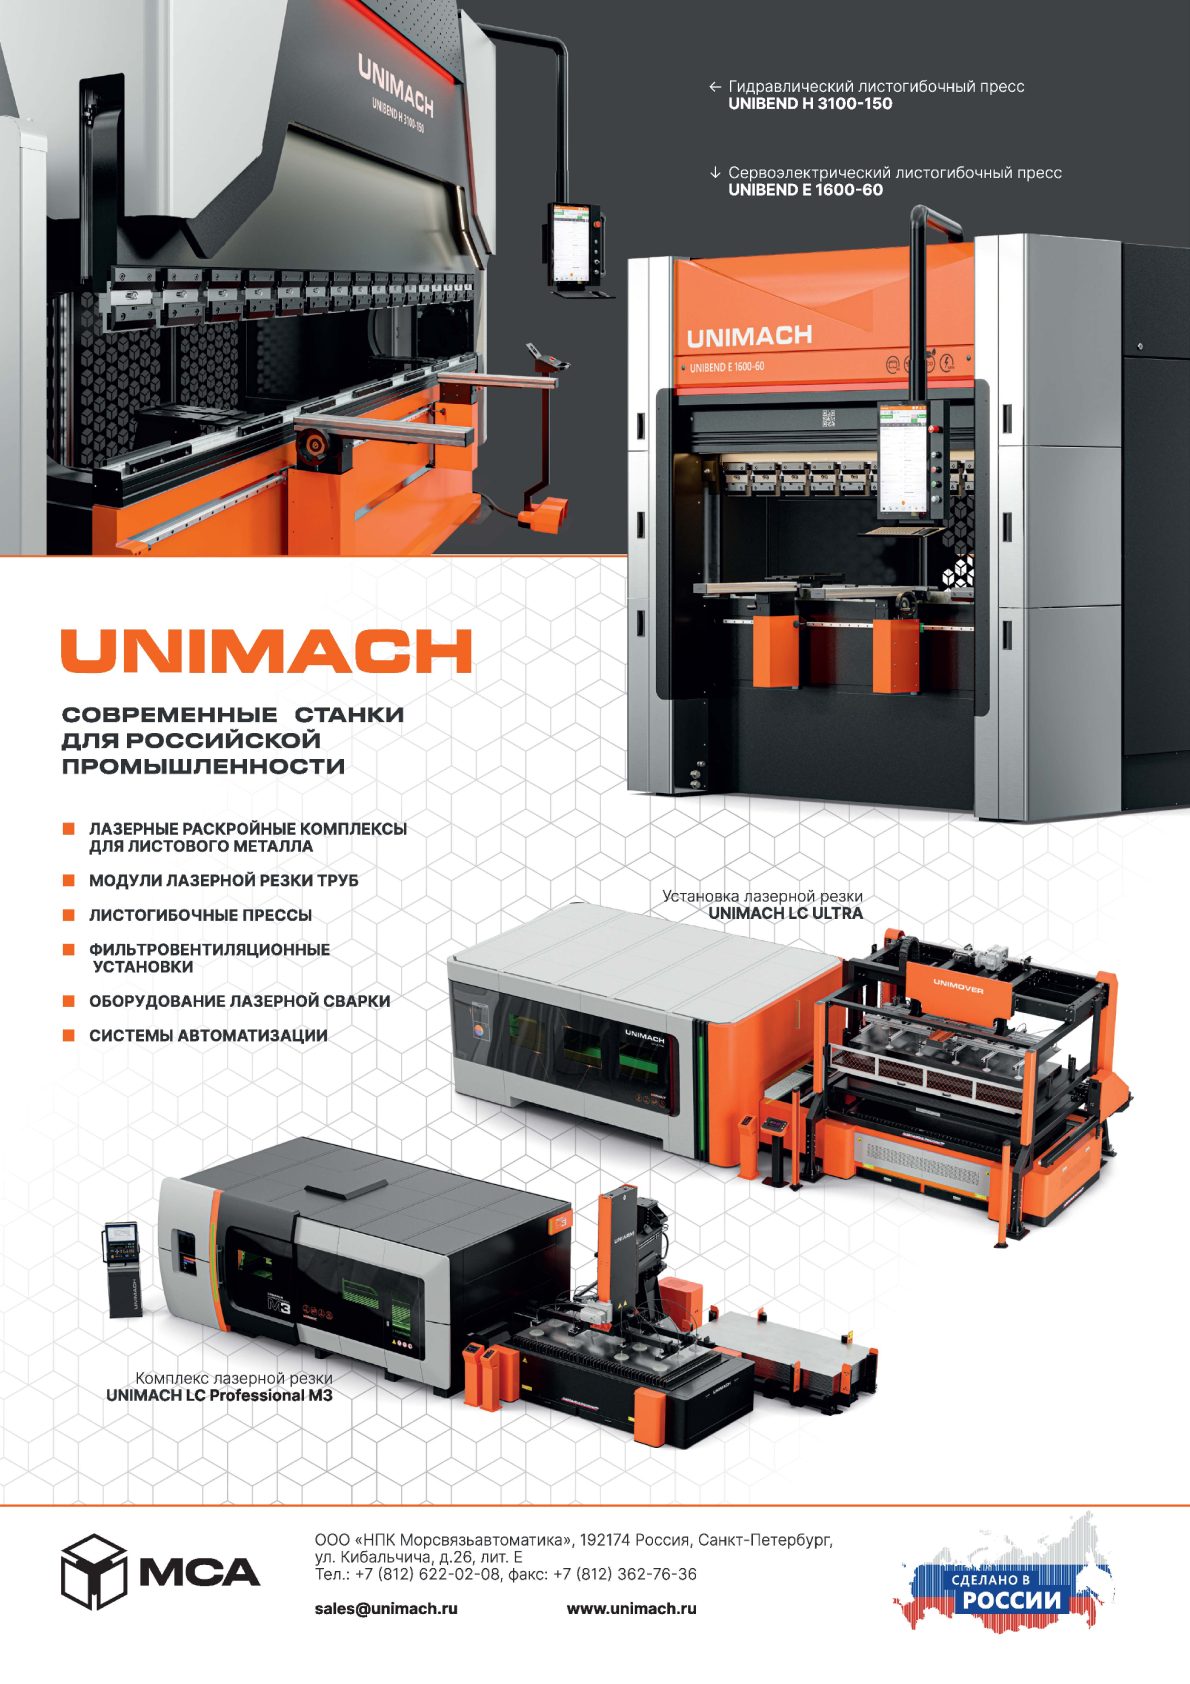 UNIMACH
UNIBEND H 3100-150
← Гидравлический листогибочный пресс
UNIBEND H 3100-150
↓ Сервоэлектрический листогибочный пресс
UNIBEND E 1600-60
UNIMACH
UNIBEND E 1600-60
UNIMACH
СОВРЕМЕННЫЕ СТАНКИ
ДЛЯ РОССИЙСКОЙ
ПРОМЫШЛЕННОСТИ
ЛАЗЕРНЫЕ РАСКРОЙНЫЕ КОМПЛЕКСЫ
ДЛЯ ЛИСТОВОГО МЕТАЛЛА
МОДУЛИ ЛАЗЕРНОЙ РЕЗКИ ТРУБ
ЛИСТОГИБОЧНЫЕ ПРЕССЫ
ФИЛЬТРОВЕНТИЛЯЦИОННЫЕ
УСТАНОВКИ
ОБОРУДОВАНИЕ ЛАЗЕРНОЙ СВАРКИ
СИСТЕМЫ АВТОМАТИЗАЦИИ
Установка лазерной резки
UNIMACH LC ULTRA
UNIMOVER
UNIMACH
UNIARM
M3
UNIMACH
UNIMACH
Комплекс лазерной резки
UNIMACH LC Professional M3
МСА
ООО «НПК Морсвязьавтоматика», 192174 Россия, Санкт-Петербург,
ул. Кибальчича, д.26, лит. Е
Тел.: +7 (812) 622-02-08, факс: +7 (812) 362-76-36
sales@unimach.ru www.unimach.ru
СДЕЛАНО В
РОССИИ